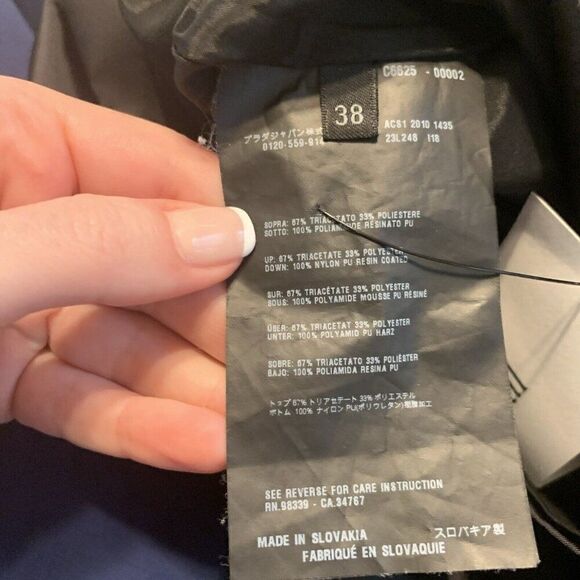 C6625 - 00002
38
プラダジャパン株式
0120-559-914
ACS1 2010 1435
23L248 I18
SOPRA: 67% TRIACETATO 33% POLIESTERE
SOTTO: 100% POLIAMMIDE RESINATO PU
UP: 67% TRIACETATE 33% POLYESTER
DOWN: 100% NYLON PU-RESIN COATED
SUR: 67% TRIACÉTATE 33% POLYESTER
SOUS: 100% POLYAMIDE MOUSSE PU RÉSINÉ
ÜBER: 67% TRIACETAT 33% POLYESTER
UNTER: 100% POLYAMID PU HARZ
SOBRE: 67% TRIACETATO 33% POLIÉSTER
BAJO: 100% POLIAMIDA RESINA PU
トップ 67% トリアセテート 33% ポリエステル
ボトム 100% ナイロン PU(ポリウレタン)樹脂加工
SEE REVERSE FOR CARE INSTRUCTION
RN.98339 - CA.34767
MADE IN SLOVAKIA スロバキア製
FABRIQUÉ EN SLOVAQUIE